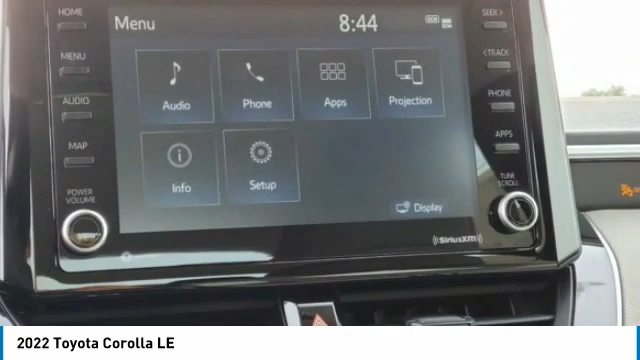 HOME
MENU
AUDIO
MAP
POWER
VOLUME
Menu
8:44
Audio
Phone
Apps
Projection
Info
Setup
Display
((SiriusXM))
SEEK >
< TRACK
PHONE
APPS
TUNE
SCROLL
2022 Toyota Corolla LE